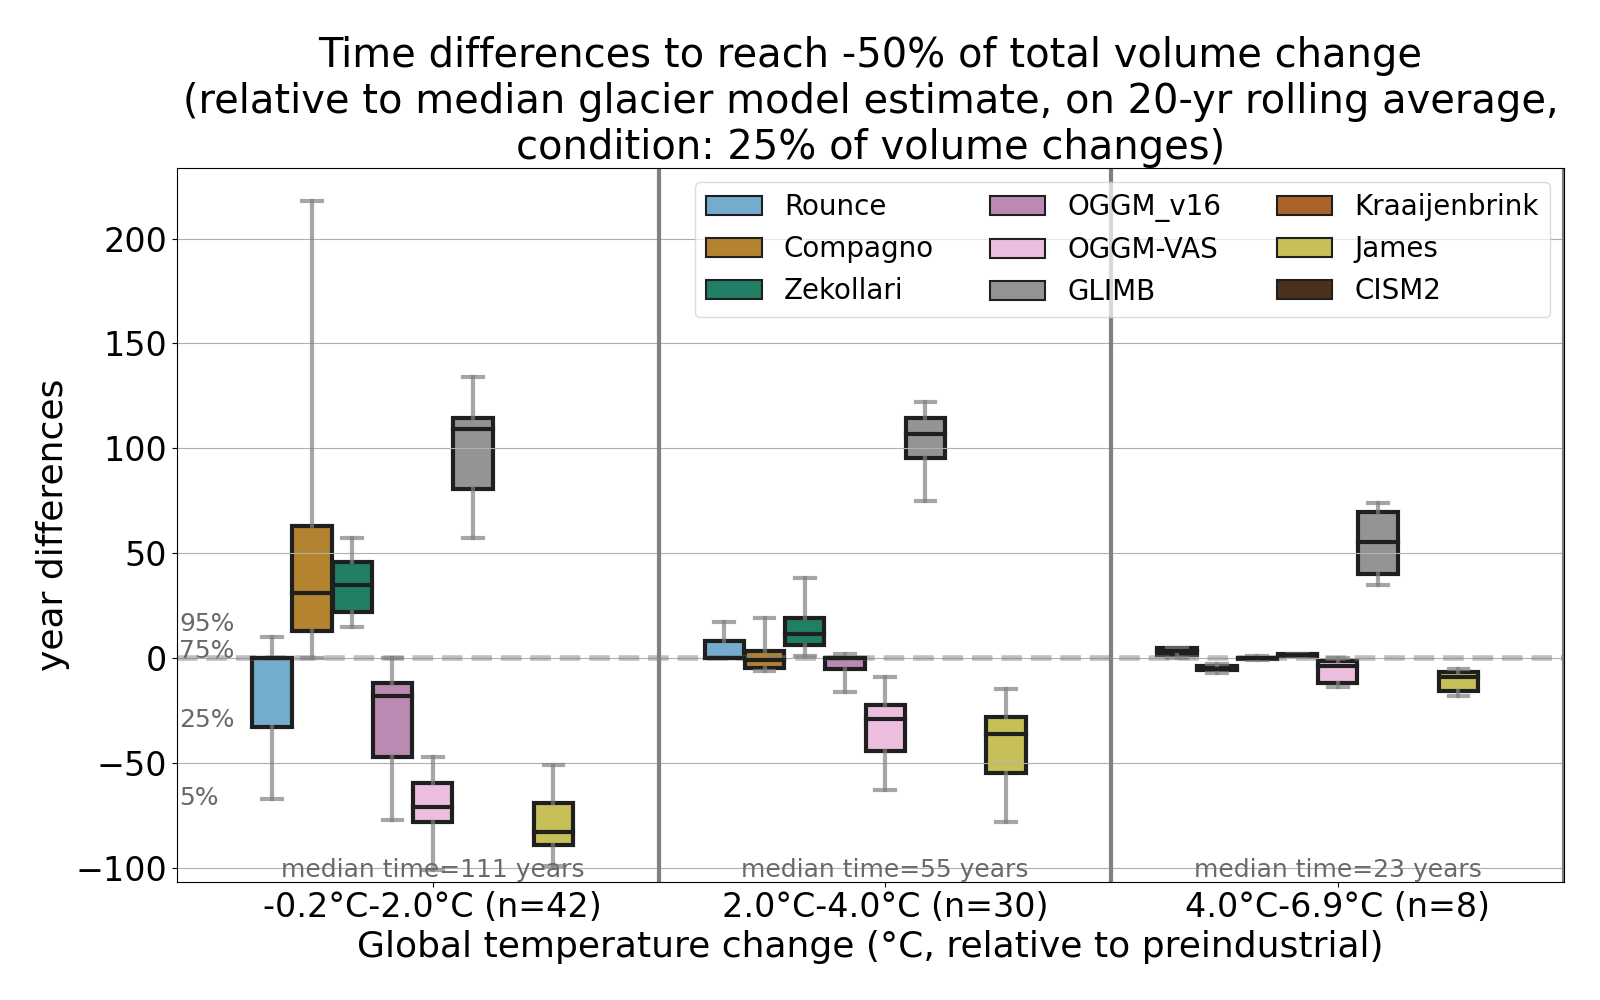 Time differences to reach -50% of total volume change
(relative to median glacier model estimate, on 20-yr rolling average,
condition: 25% of volume changes)
Rounce
Compagno
Zekollari
OGGM_v16
OGGM-VAS
GLIMB
Kraaijenbrink
James
CISM2
year differences
200
150
100
50
0
−50
−100
95%
75%
25%
5%
median time=111 years
median time=55 years
median time=23 years
-0.2°C-2.0°C (n=42)
2.0°C-4.0°C (n=30)
4.0°C-6.9°C (n=8)
Global temperature change (°C, relative to preindustrial)